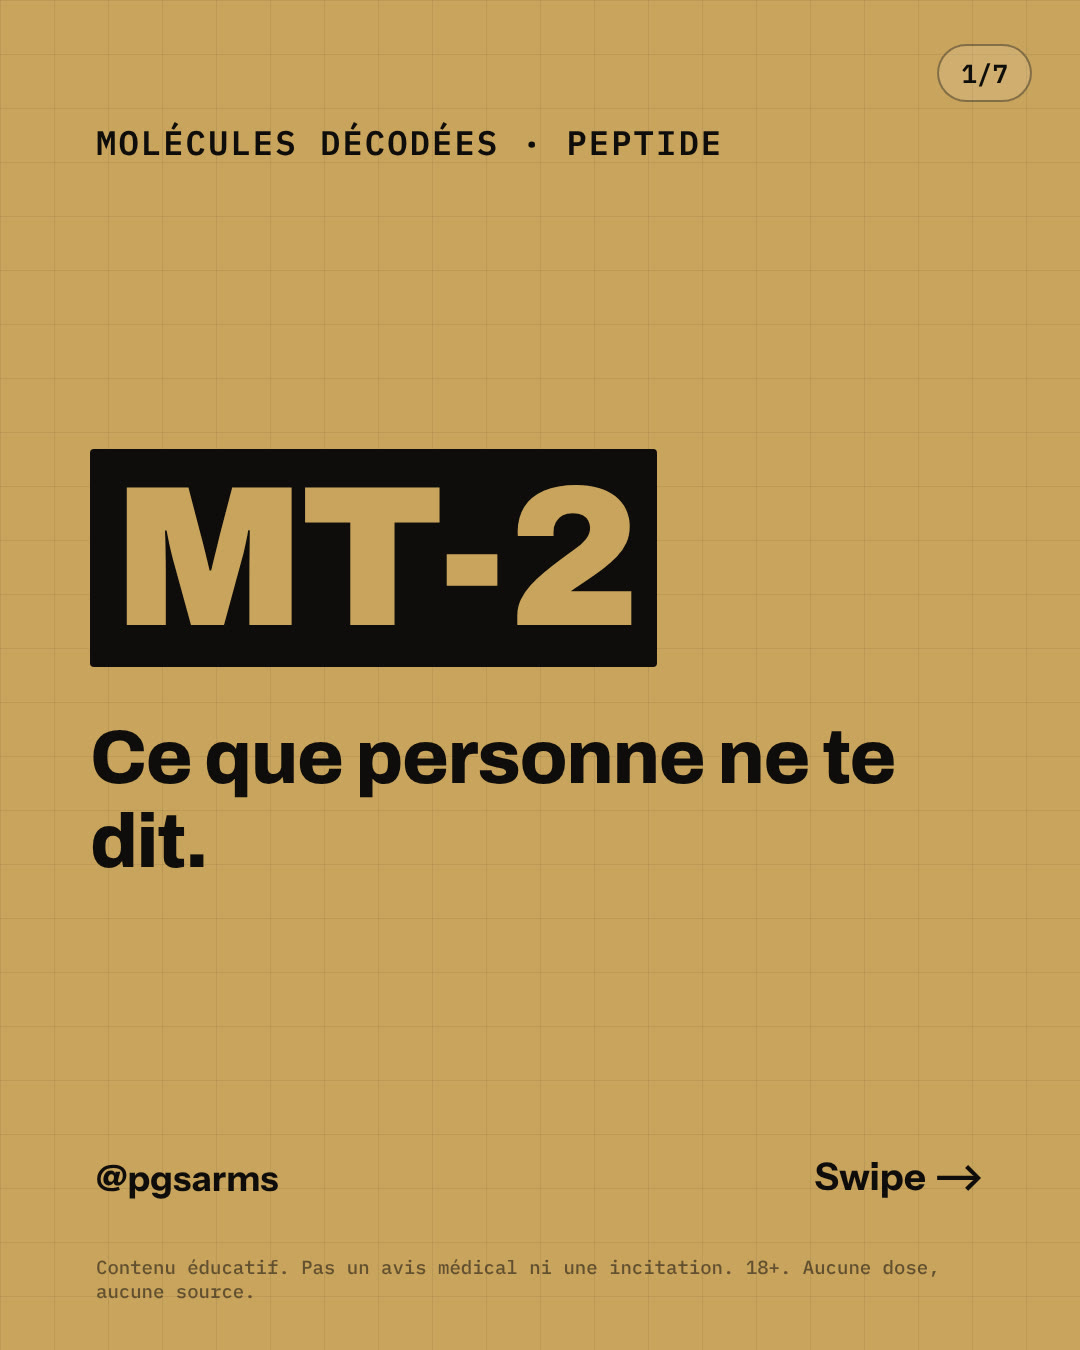 1/7
MOLÉCULES DÉCODÉES · PEPTIDE
MT-2
Ce que personne ne te
dit.
@pgsarms
Swipe →
Contenu éducatif. Pas un avis médical ni une incitation. 18+. Aucune dose,
aucune source.